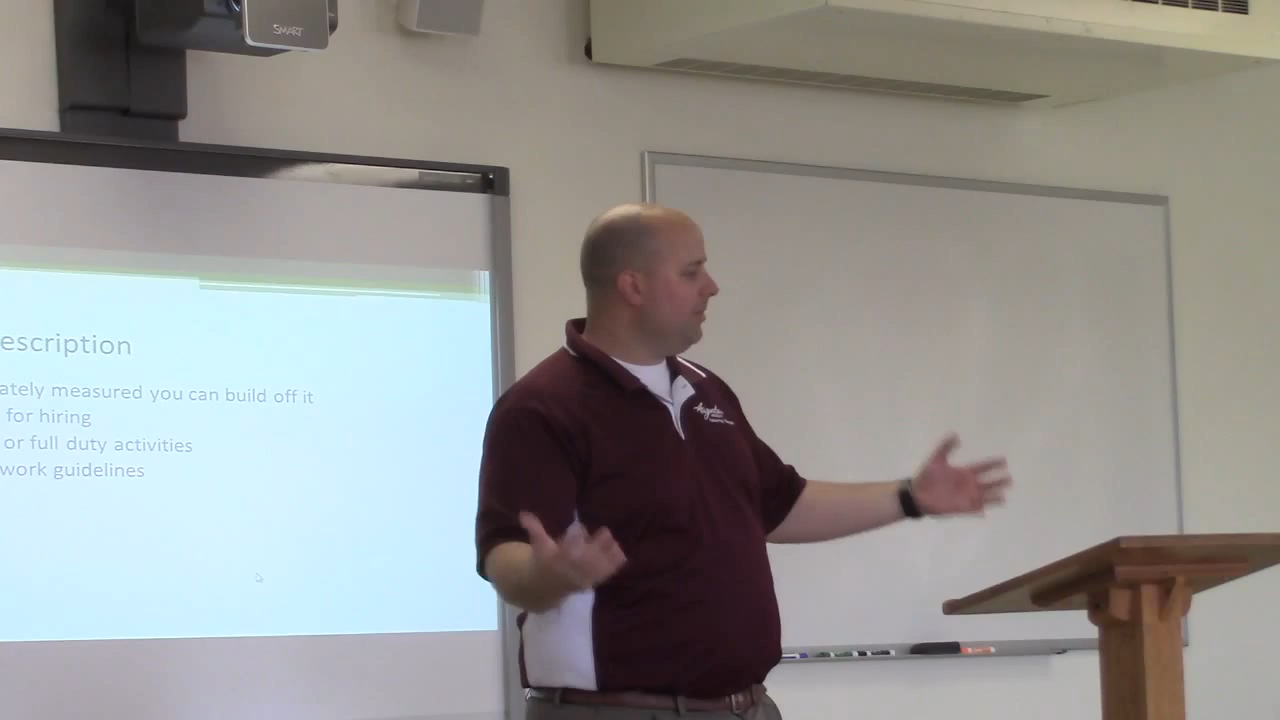 SMART
escription
ately measured you can build off it
for hiring
or full duty activities
work guidelines